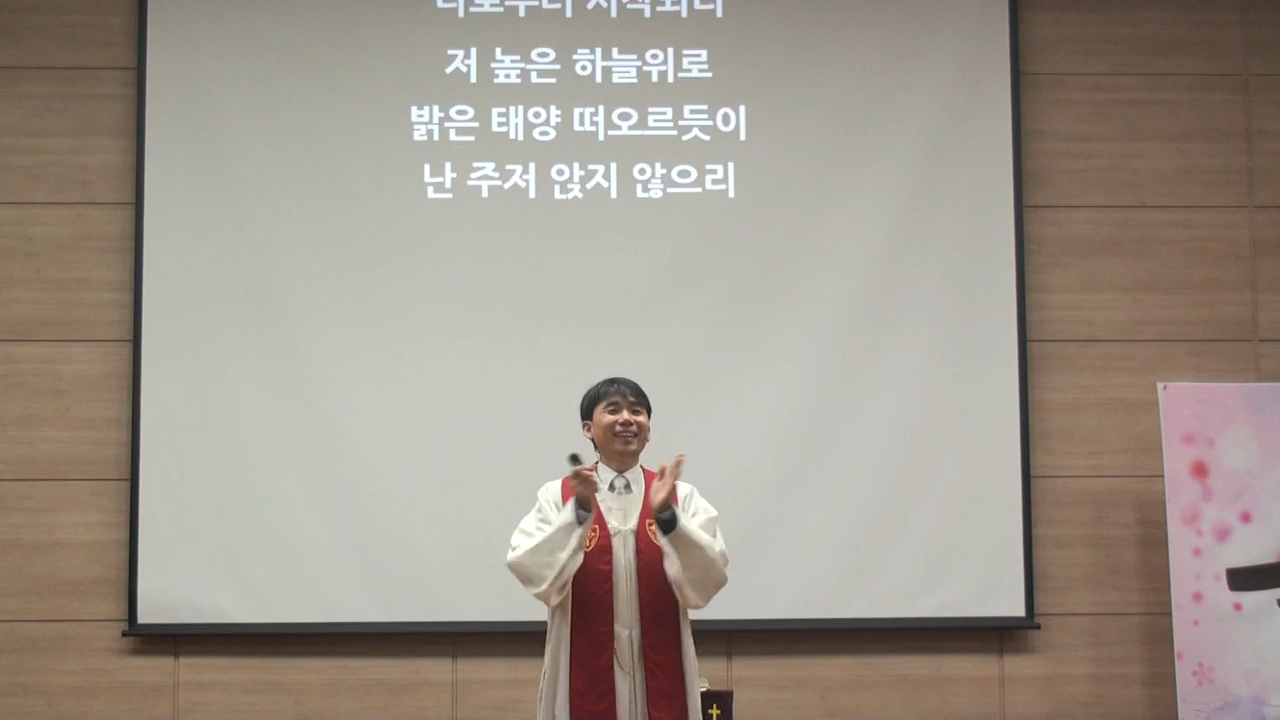 저 높은 하늘위로
밝은 태양 떠오르듯이
난 주저 앉지 않으리